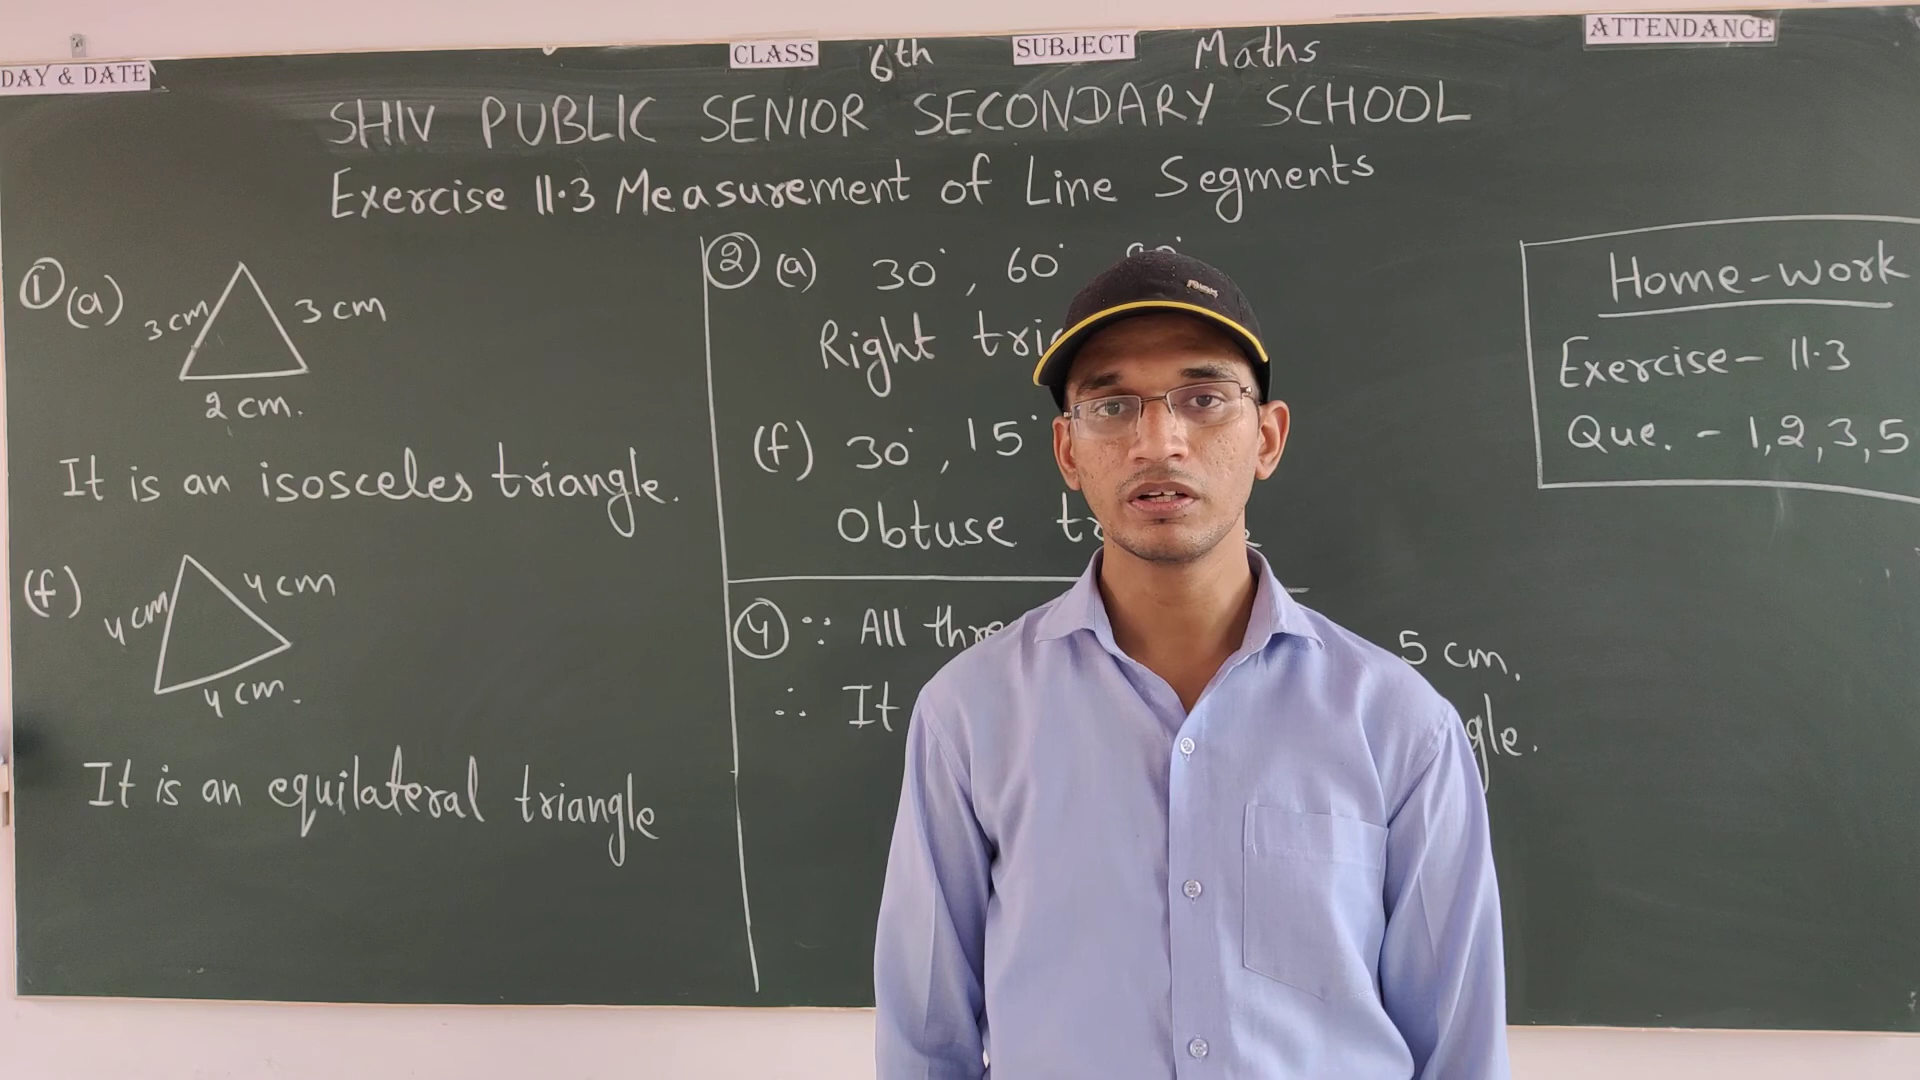 DAY & DATE
CLASS 6th SUBJECT Maths
ATTENDANCE
SHIV PUBLIC SENIOR SECONDARY SCHOOL
Exercise 11.3 Measurement of Line Segments
① (a)
3 cm 3 cm
2 cm.
It is an isosceles triangle.
(f)
4 cm 4 cm
4 cm.
It is an equilateral triangle
② (a) 30°, 60°
Right
(f) 30°, 15°
Obtuse
④ ∵ All
5 cm.
∴ It
Home-work
Exercise - 11.3
Que. - 1,2,3,5